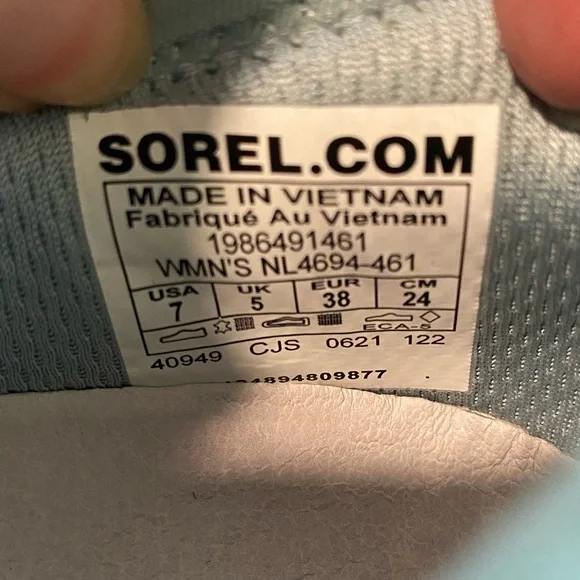 SOREL.COM
MADE IN VIETNAM
Fabriqué Au Vietnam
1986491461
WMN'S NL4694-461
USA UK EUR CM
7 5 38 24
ECA-5
40949 CJS 0621 122
4894809877